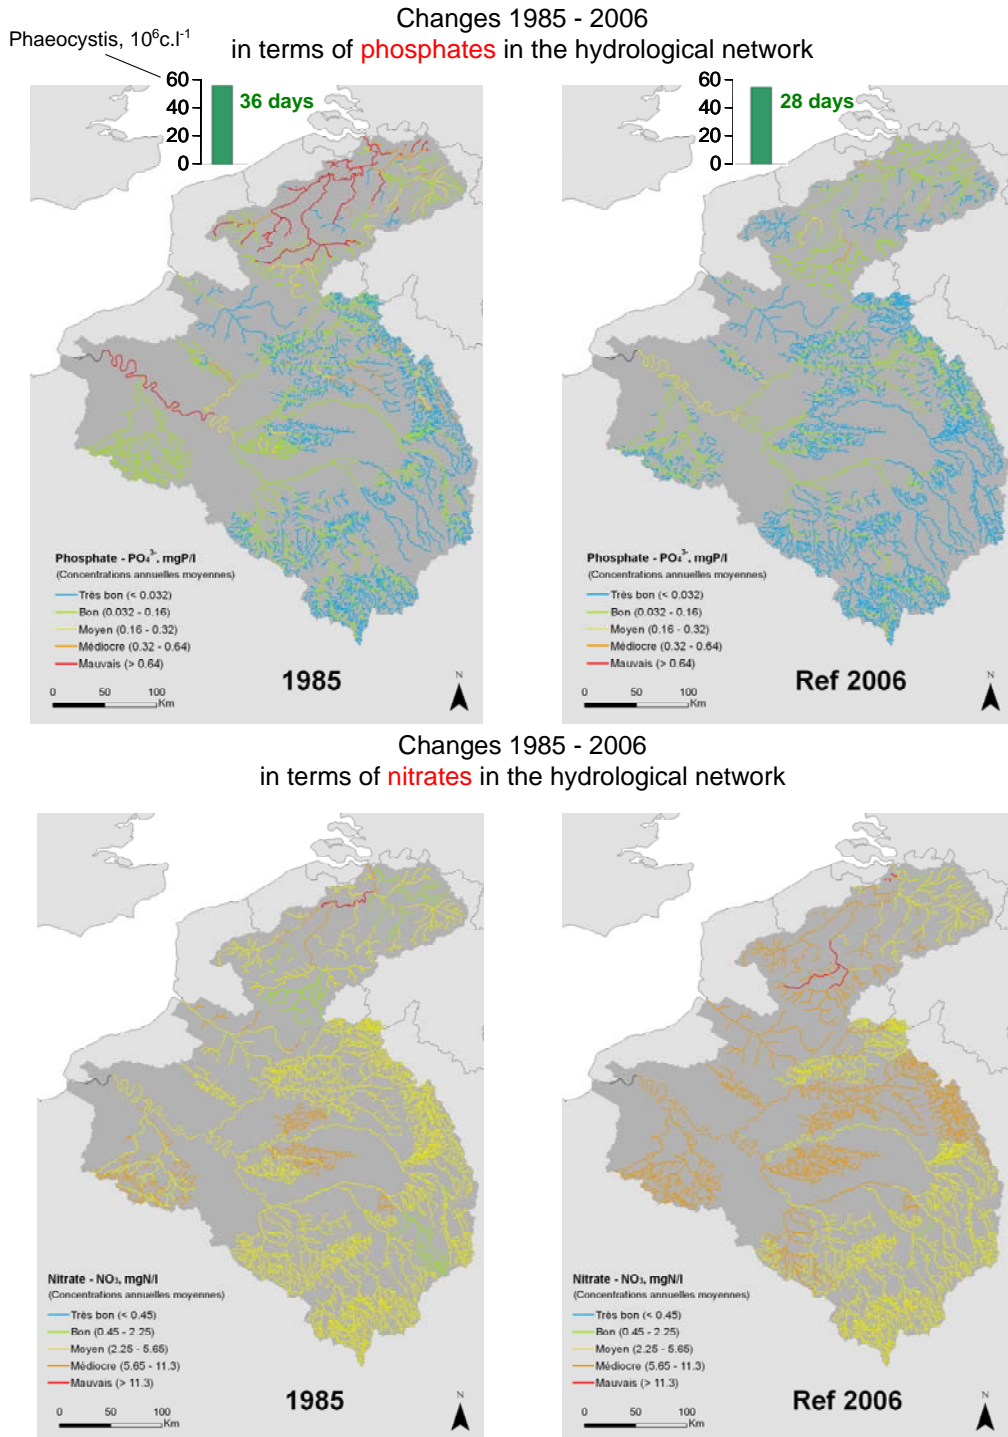 Changes 1985 - 2006
in terms of phosphates in the hydrological network
Phaeocystis, 10⁶c.l⁻¹
60
40
20
0
36 days
60
40
20
0
28 days
Phosphate - PO₄³⁻, mgP/l
(Concentrations annuelles moyennes)
Très bon (< 0.032)
Bon (0.032 - 0.16)
Moyen (0.16 - 0.32)
Médiocre (0.32 - 0.64)
Mauvais (> 0.64)
0 50 100
Km
1985
N
Phosphate - PO₄³⁻, mgP/l
(Concentrations annuelles moyennes)
Très bon (< 0.032)
Bon (0.032 - 0.16)
Moyen (0.16 - 0.32)
Médiocre (0.32 - 0.64)
Mauvais (> 0.64)
0 50 100
Km
Ref 2006
N
Changes 1985 - 2006
in terms of nitrates in the hydrological network
Nitrate - NO₃, mgN/l
(Concentrations annuelles moyennes)
Très bon (< 0.45)
Bon (0.45 - 2.25)
Moyen (2.25 - 5.65)
Médiocre (5.65 - 11.3)
Mauvais (> 11.3)
0 50 100
Km
1985
N
Nitrate - NO₃, mgN/l
(Concentrations annuelles moyennes)
Très bon (< 0.45)
Bon (0.45 - 2.25)
Moyen (2.25 - 5.65)
Médiocre (5.65 - 11.3)
Mauvais (> 11.3)
0 50 100
Km
Ref 2006
N